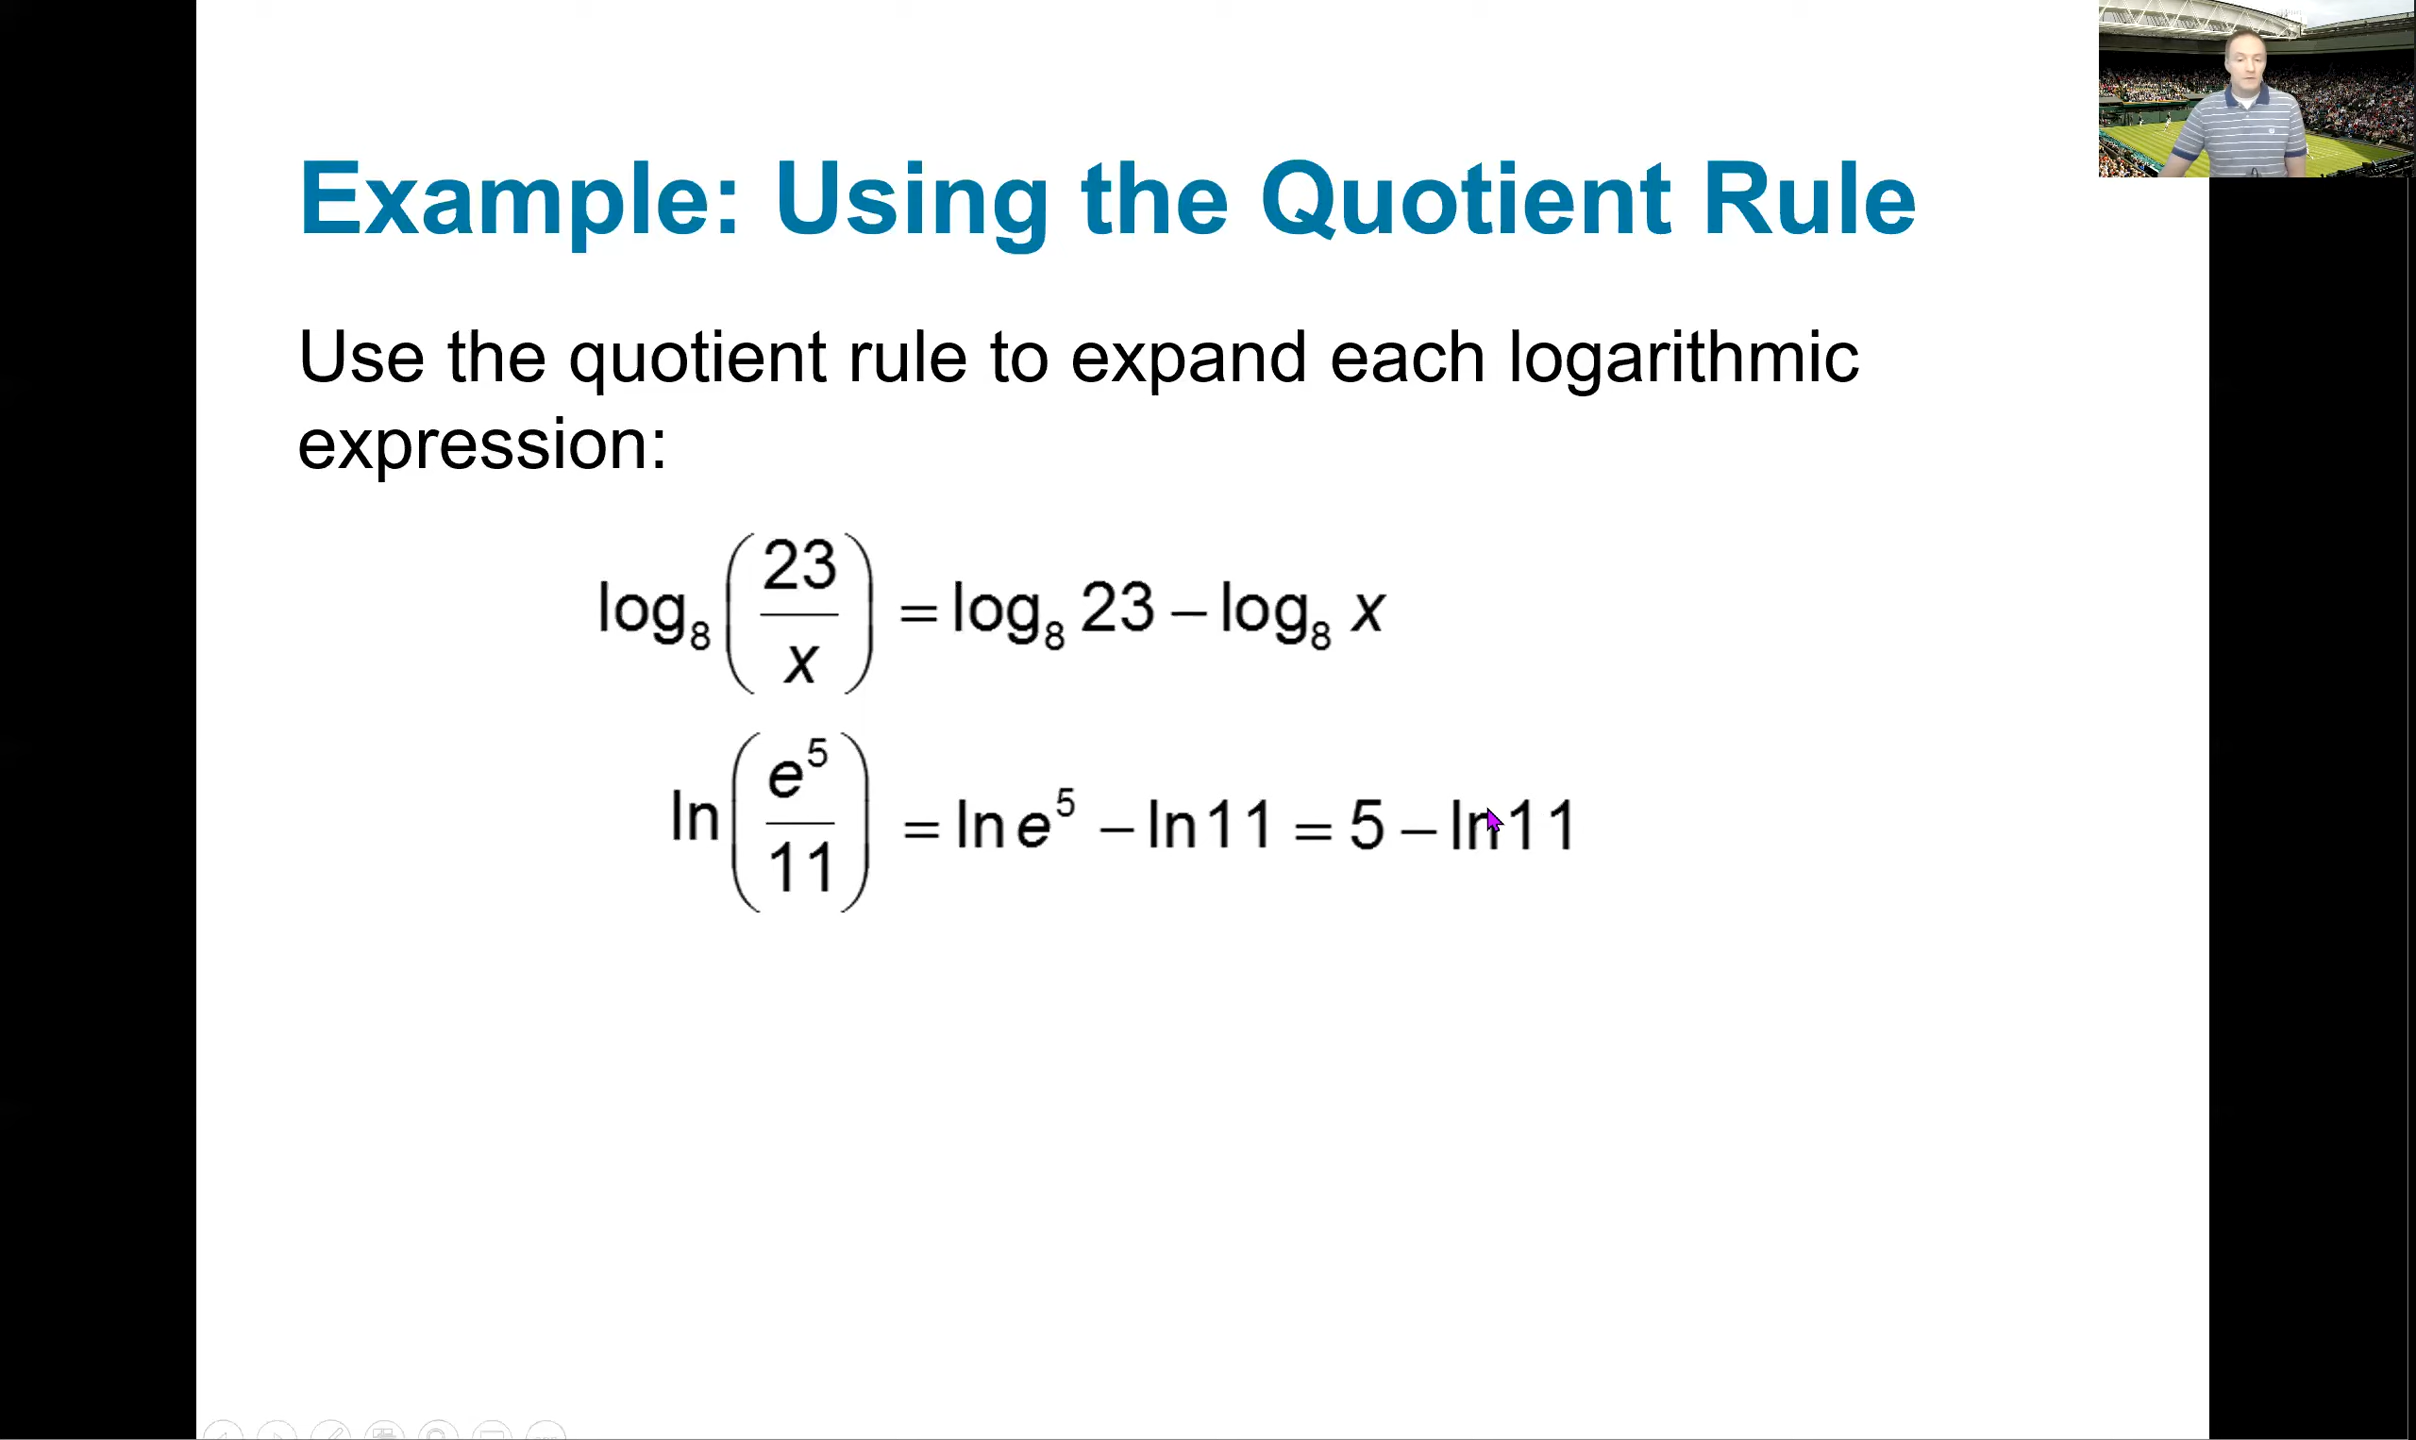 Example: Using the Quotient Rule
Use the quotient rule to expand each logarithmic
expression:
log₈(23/x) = log₈ 23 – log₈ x
ln(e⁵/11) = ln e⁵ – ln 11 = 5 – ln 11